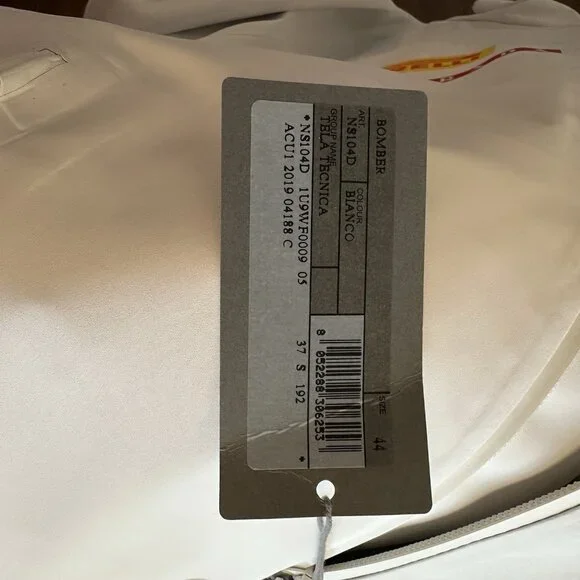 BOMBER
SIZE
44
ART.
NS104D
COLOUR
BIANCO
GROUP NAME
TELA TECNICA
8 052288 306253
* NS104D 1U9WF0009 05 37 S 192 *
ACU1 2019 04188 C